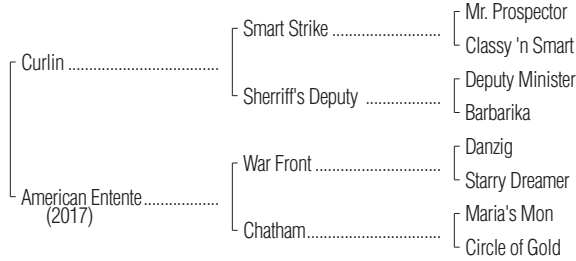 Mr. Prospector
Smart Strike ........................
Classy 'n Smart
Curlin ..................................
Deputy Minister
Sherriff's Deputy .................
Barbarika
Danzig
War Front ............................
Starry Dreamer
American Entente.................
(2017)
Maria's Mon
Chatham..............................
Circle of Gold